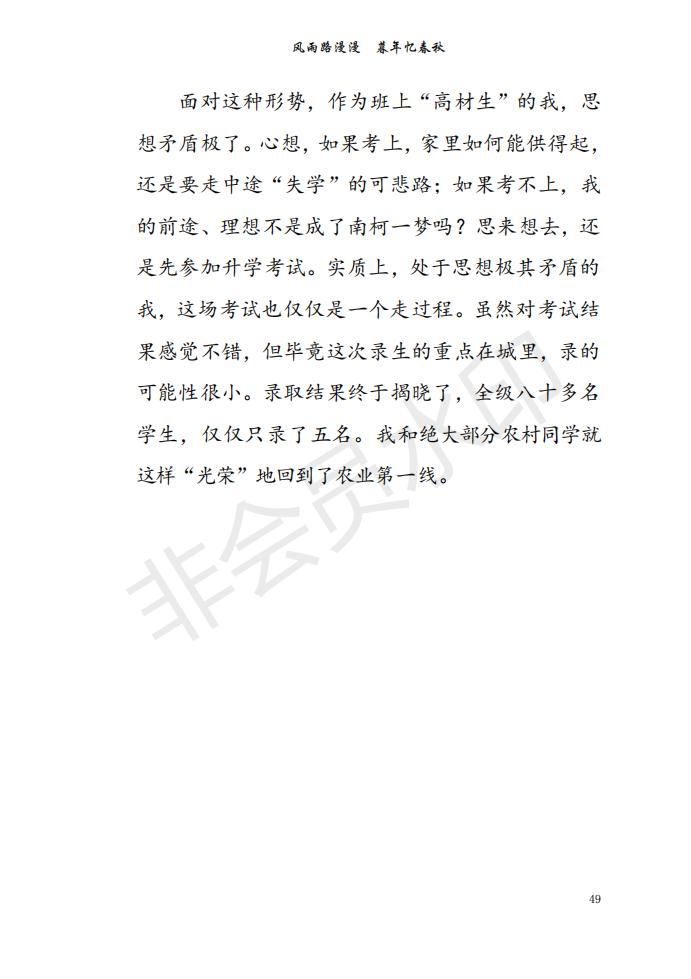 风雨路漫漫　暮年忆春秋
面对这种形势，作为班上“高材生”的我，思
想矛盾极了。心想，如果考上，家里如何能供得起，
还是要走中途“失学”的可悲路；如果考不上，我
的前途、理想不是成了南柯一梦吗？思来想去，还
是先参加升学考试。实质上，处于思想极其矛盾的
我，这场考试也仅仅是一个走过程。虽然对考试结
果感觉不错，但毕竟这次录生的重点在城里，录的
可能性很小。录取结果终于揭晓了，全级八十多名
学生，仅仅只录了五名。我和绝大部分农村同学就
这样“光荣”地回到了农业第一线。
非会员水印
49